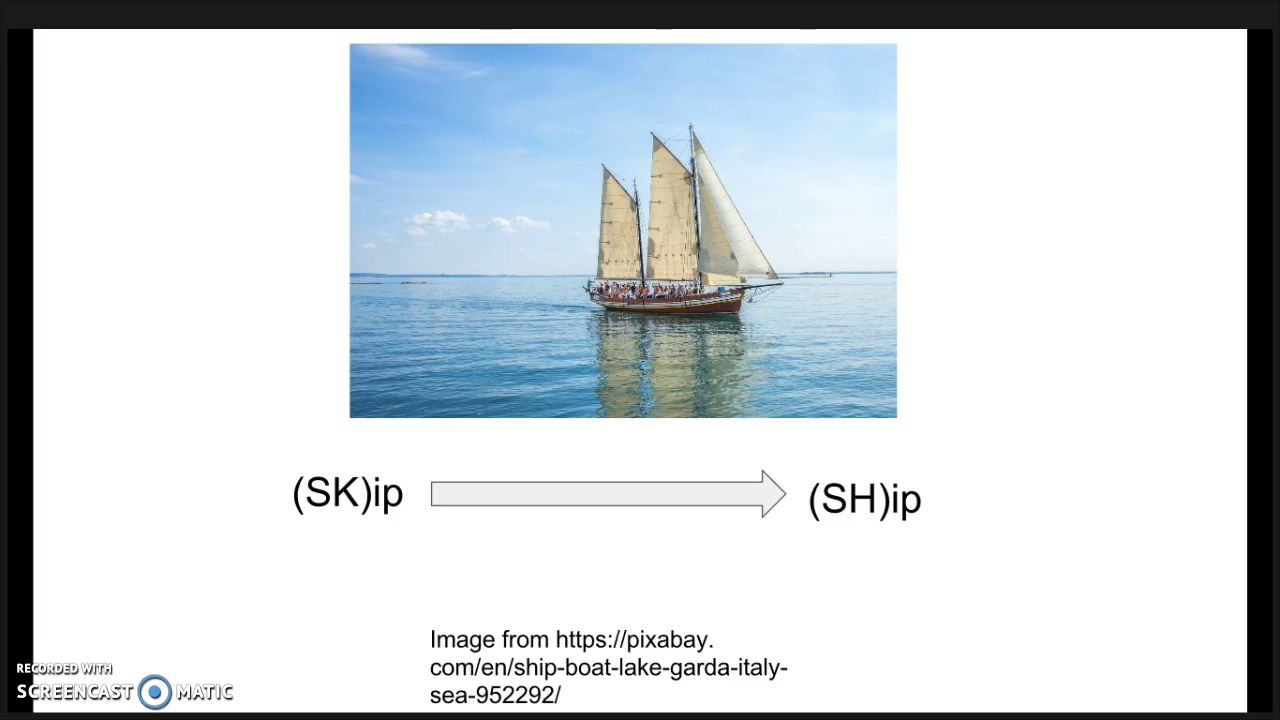 (SK)ip (SH)ip
Image from https://pixabay.
com/en/ship-boat-lake-garda-italy-
sea-952292/
RECORDED WITH
SCREENCAST MATIC